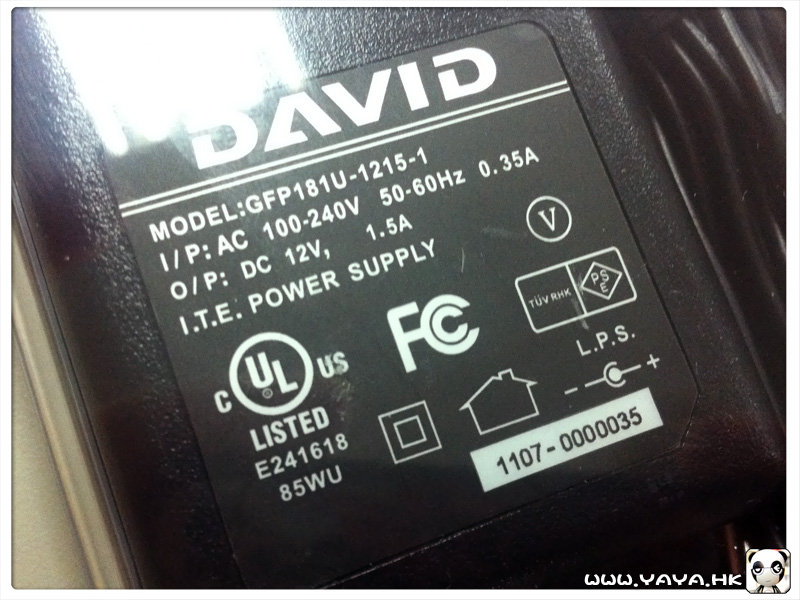 DAVID
MODEL:GFP181U-1215-1
I/P: AC 100-240V 50-60Hz 0.35A
O/P: DC 12V, 1.5A
I.T.E. POWER SUPPLY
V
TÜV RHK
PSE
C UL US
LISTED
E241618
85WU
FC
L.P.S.
- +
1107-0000035
WWW.YAYA.HK